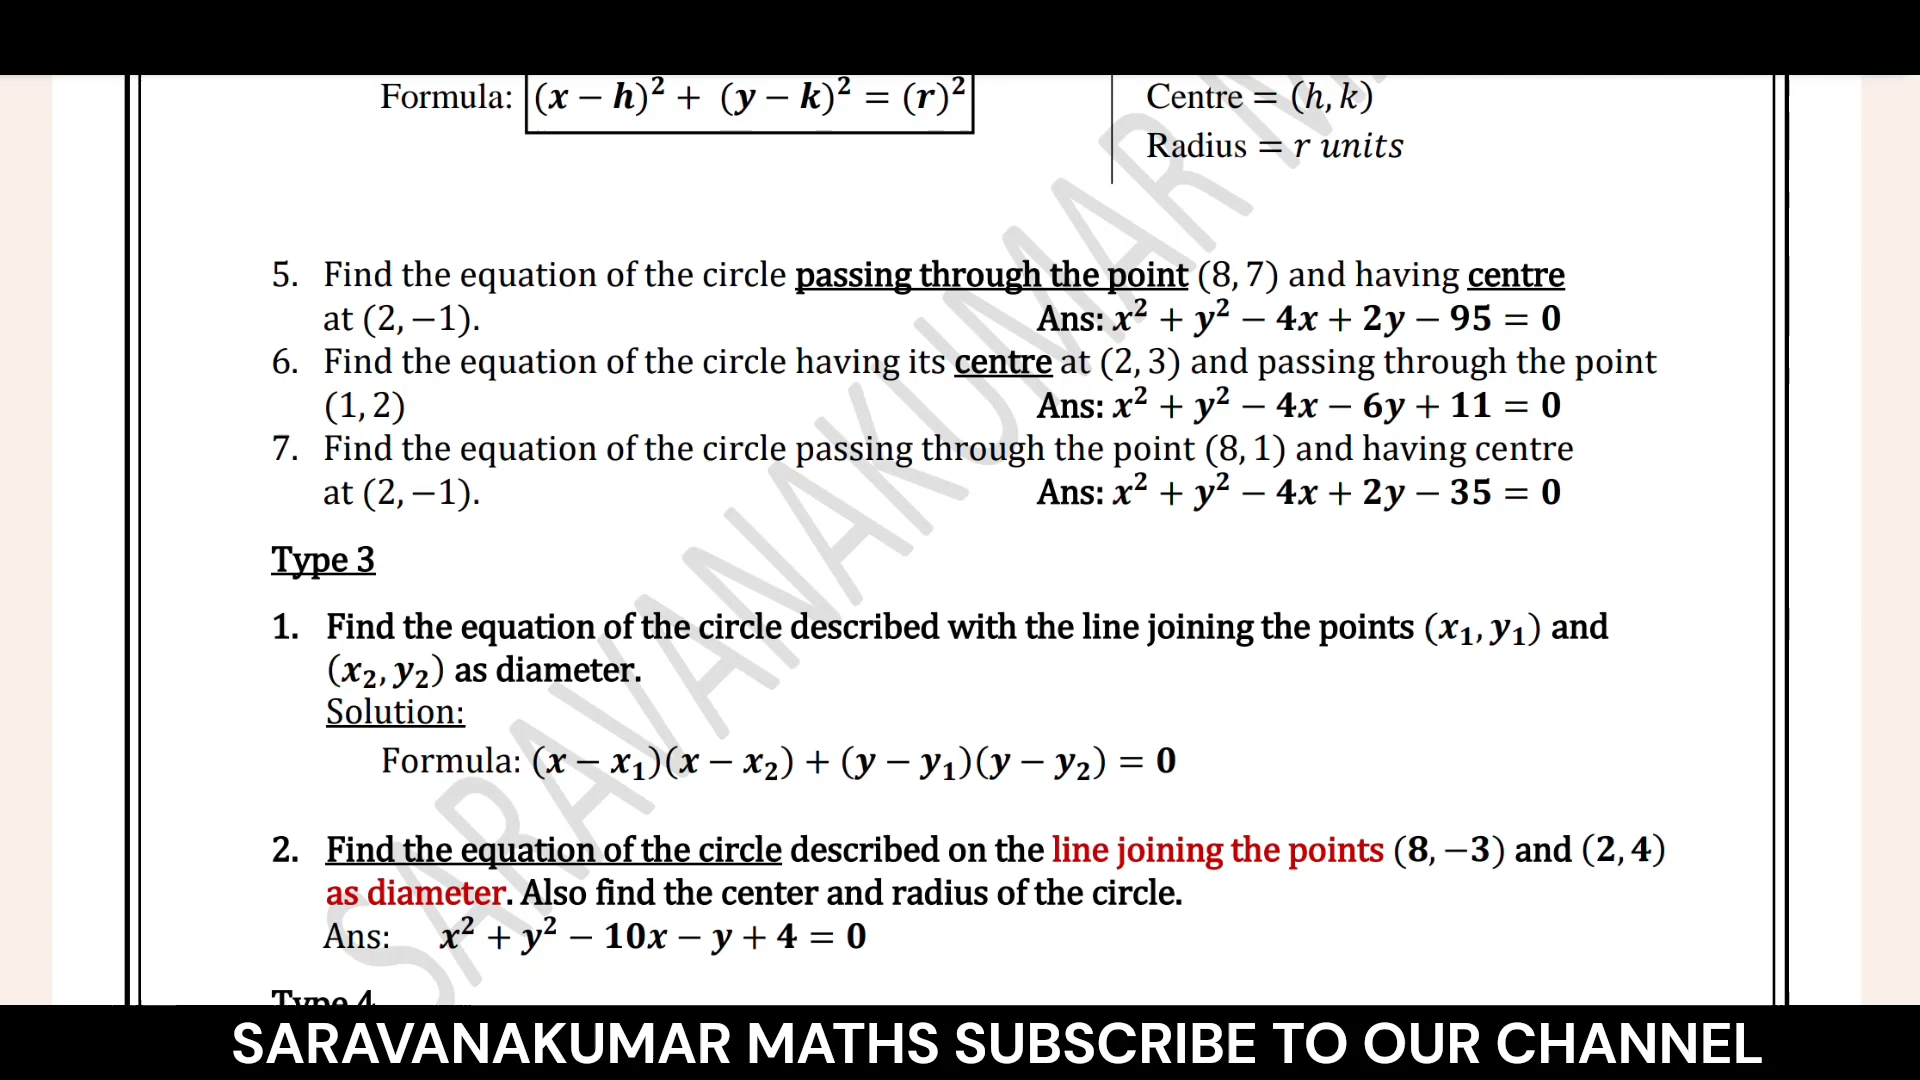 Formula: (x − h)² + (y − k)² = (r)²
Centre = (h, k)
Radius = r units
5. Find the equation of the circle passing through the point (8, 7) and having centre
at (2, −1). Ans: x² + y² − 4x + 2y − 95 = 0
6. Find the equation of the circle having its centre at (2, 3) and passing through the point
(1, 2) Ans: x² + y² − 4x − 6y + 11 = 0
7. Find the equation of the circle passing through the point (8, 1) and having centre
at (2, −1). Ans: x² + y² − 4x + 2y − 35 = 0
Type 3
1. Find the equation of the circle described with the line joining the points (x₁, y₁) and
(x₂, y₂) as diameter.
Solution:
Formula: (x − x₁)(x − x₂) + (y − y₁)(y − y₂) = 0
2. Find the equation of the circle described on the line joining the points (8, −3) and (2, 4)
as diameter. Also find the center and radius of the circle.
Ans: x² + y² − 10x − y + 4 = 0
Type 4
SARAVANAKUMAR M
SARAVANAKUMAR MATHS SUBSCRIBE TO OUR CHANNEL